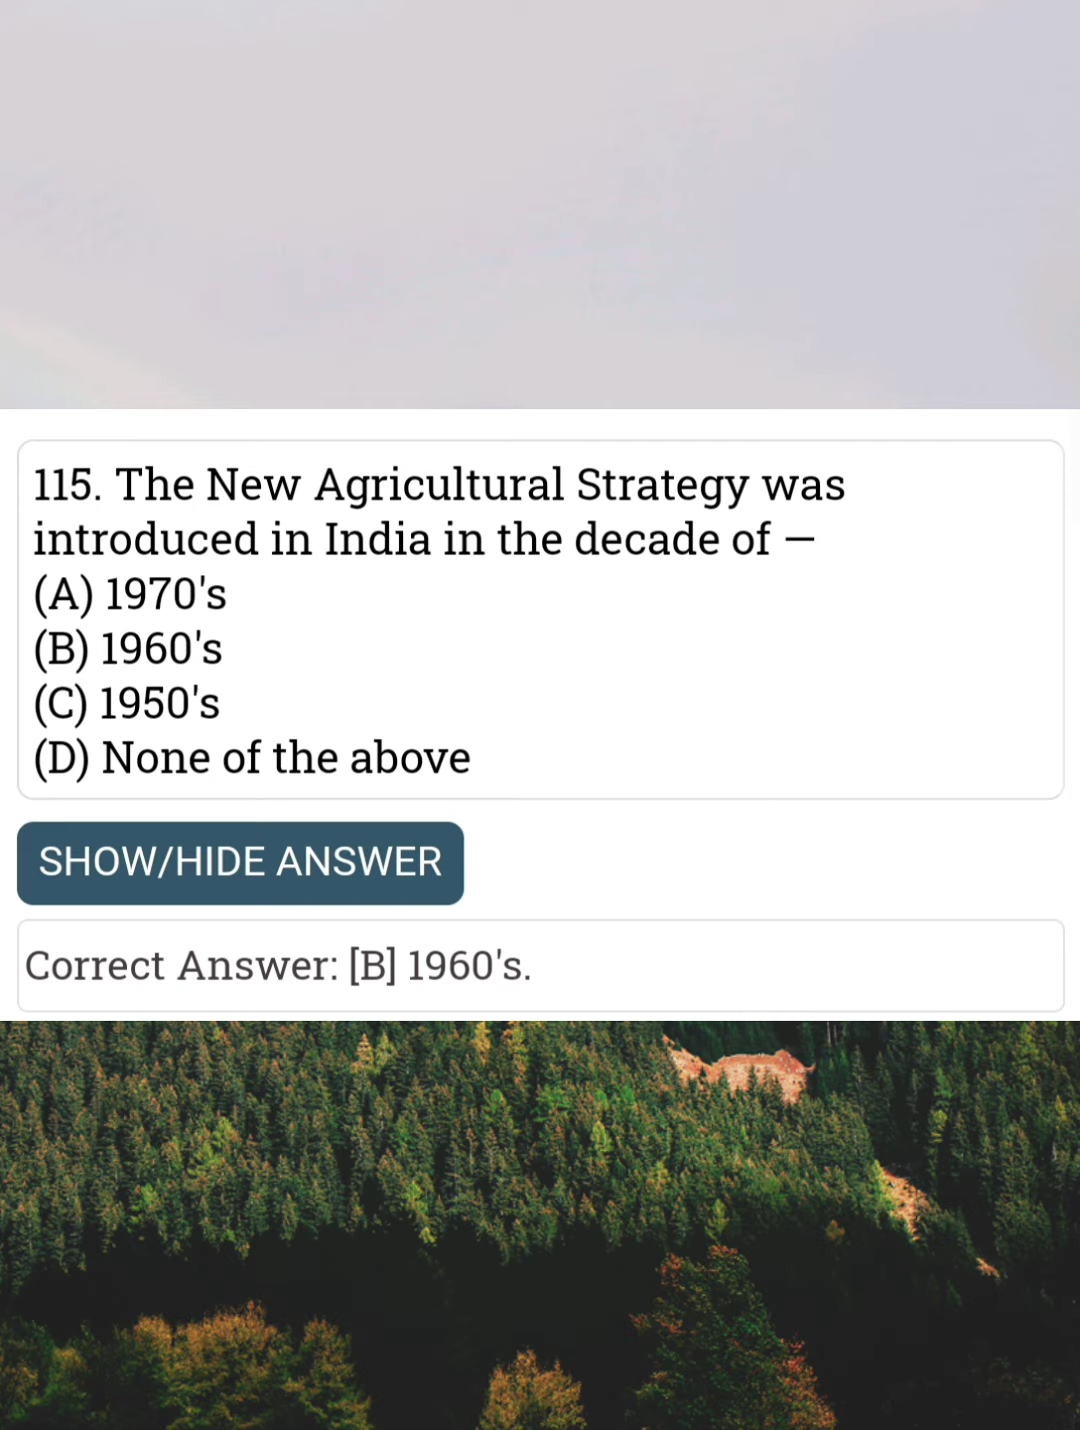 115. The New Agricultural Strategy was
introduced in India in the decade of —
(A) 1970's
(B) 1960's
(C) 1950's
(D) None of the above
SHOW/HIDE ANSWER
Correct Answer: [B] 1960's.